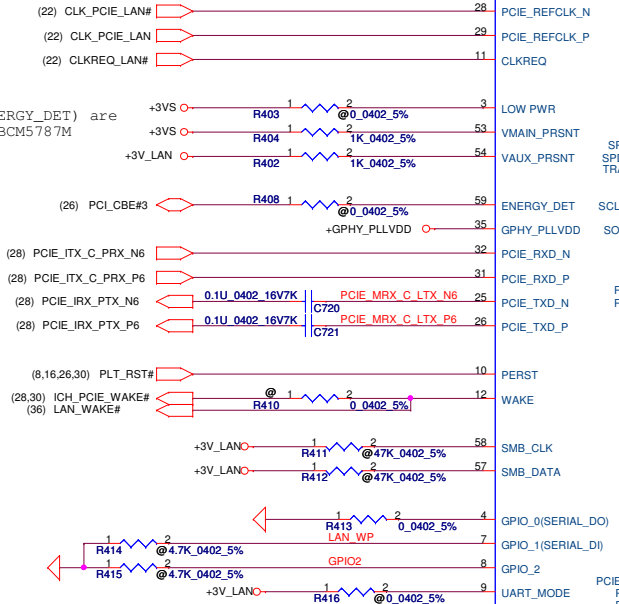 (22) CLK_PCIE_LAN# 28 PCIE_REFCLK_N
(22) CLK_PCIE_LAN 29 PCIE_REFCLK_P
(22) CLKREQ_LAN# 11 CLKREQ
ERGY_DET) are
+3VS R403 1 2 @0_0402_5% 3 LOW PWR
BCM5787M
+3VS R404 1 2 1K_0402_5% 53 VMAIN_PRSNT
+3V_LAN R402 1 2 1K_0402_5% 54 VAUX_PRSNT
(26) PCI_CBE#3 R408 1 2 @0_0402_5% 59 ENERGY_DET SCL
+GPHY_PLLVDD 35 GPHY_PLLVDD SO
(28) PCIE_ITX_C_PRX_N6 32 PCIE_RXD_N
(28) PCIE_ITX_C_PRX_P6 31 PCIE_RXD_P
(28) PCIE_IRX_PTX_N6 0.1U_0402_16V7K C720 PCIE_MRX_C_LTX_N6 25 PCIE_TXD_N
(28) PCIE_IRX_PTX_P6 0.1U_0402_16V7K C721 PCIE_MRX_C_LTX_P6 26 PCIE_TXD_P
(8,16,26,30) PLT_RST# 10 PERST
(28,30) ICH_PCIE_WAKE# @ R410 1 2 0_0402_5% 12 WAKE
(36) LAN_WAKE#
+3V_LAN R411 1 2 @47K_0402_5% 58 SMB_CLK
+3V_LAN R412 1 2 @47K_0402_5% 57 SMB_DATA
R413 1 2 0_0402_5% 4 GPIO_0(SERIAL_DO)
R414 1 2 @4.7K_0402_5% LAN_WP 7 GPIO_1(SERIAL_DI)
R415 1 2 @4.7K_0402_5% GPIO2 8 GPIO_2
+3V_LAN R416 1 2 @0_0402_5% 9 UART_MODE
PCIE